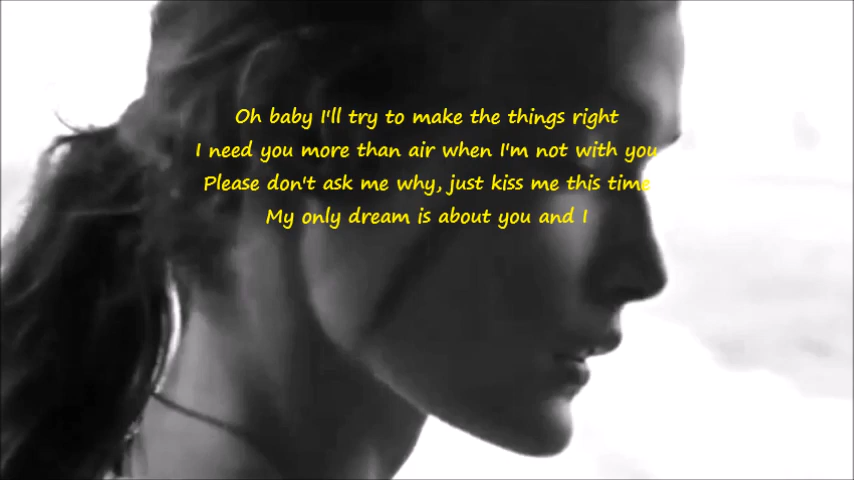 Oh baby I'll try to make the things right
I need you more than air when I'm not with you
Please don't ask me why, just kiss me this time
My only dream is about you and I